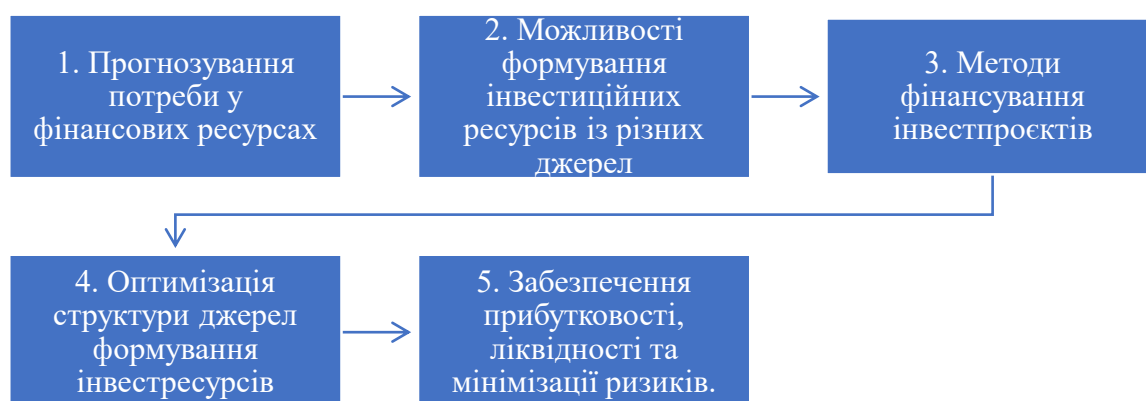 1. Прогнозування
потреби у
фінансових ресурсах
2. Можливості
формування
інвестиційних
ресурсів із різних
джерел
3. Методи
фінансування
інвестпроєктів
4. Оптимізація
структури джерел
формування
інвестресурсів
5. Забезпечення
прибутковості,
ліквідності та
мінімізації ризиків.